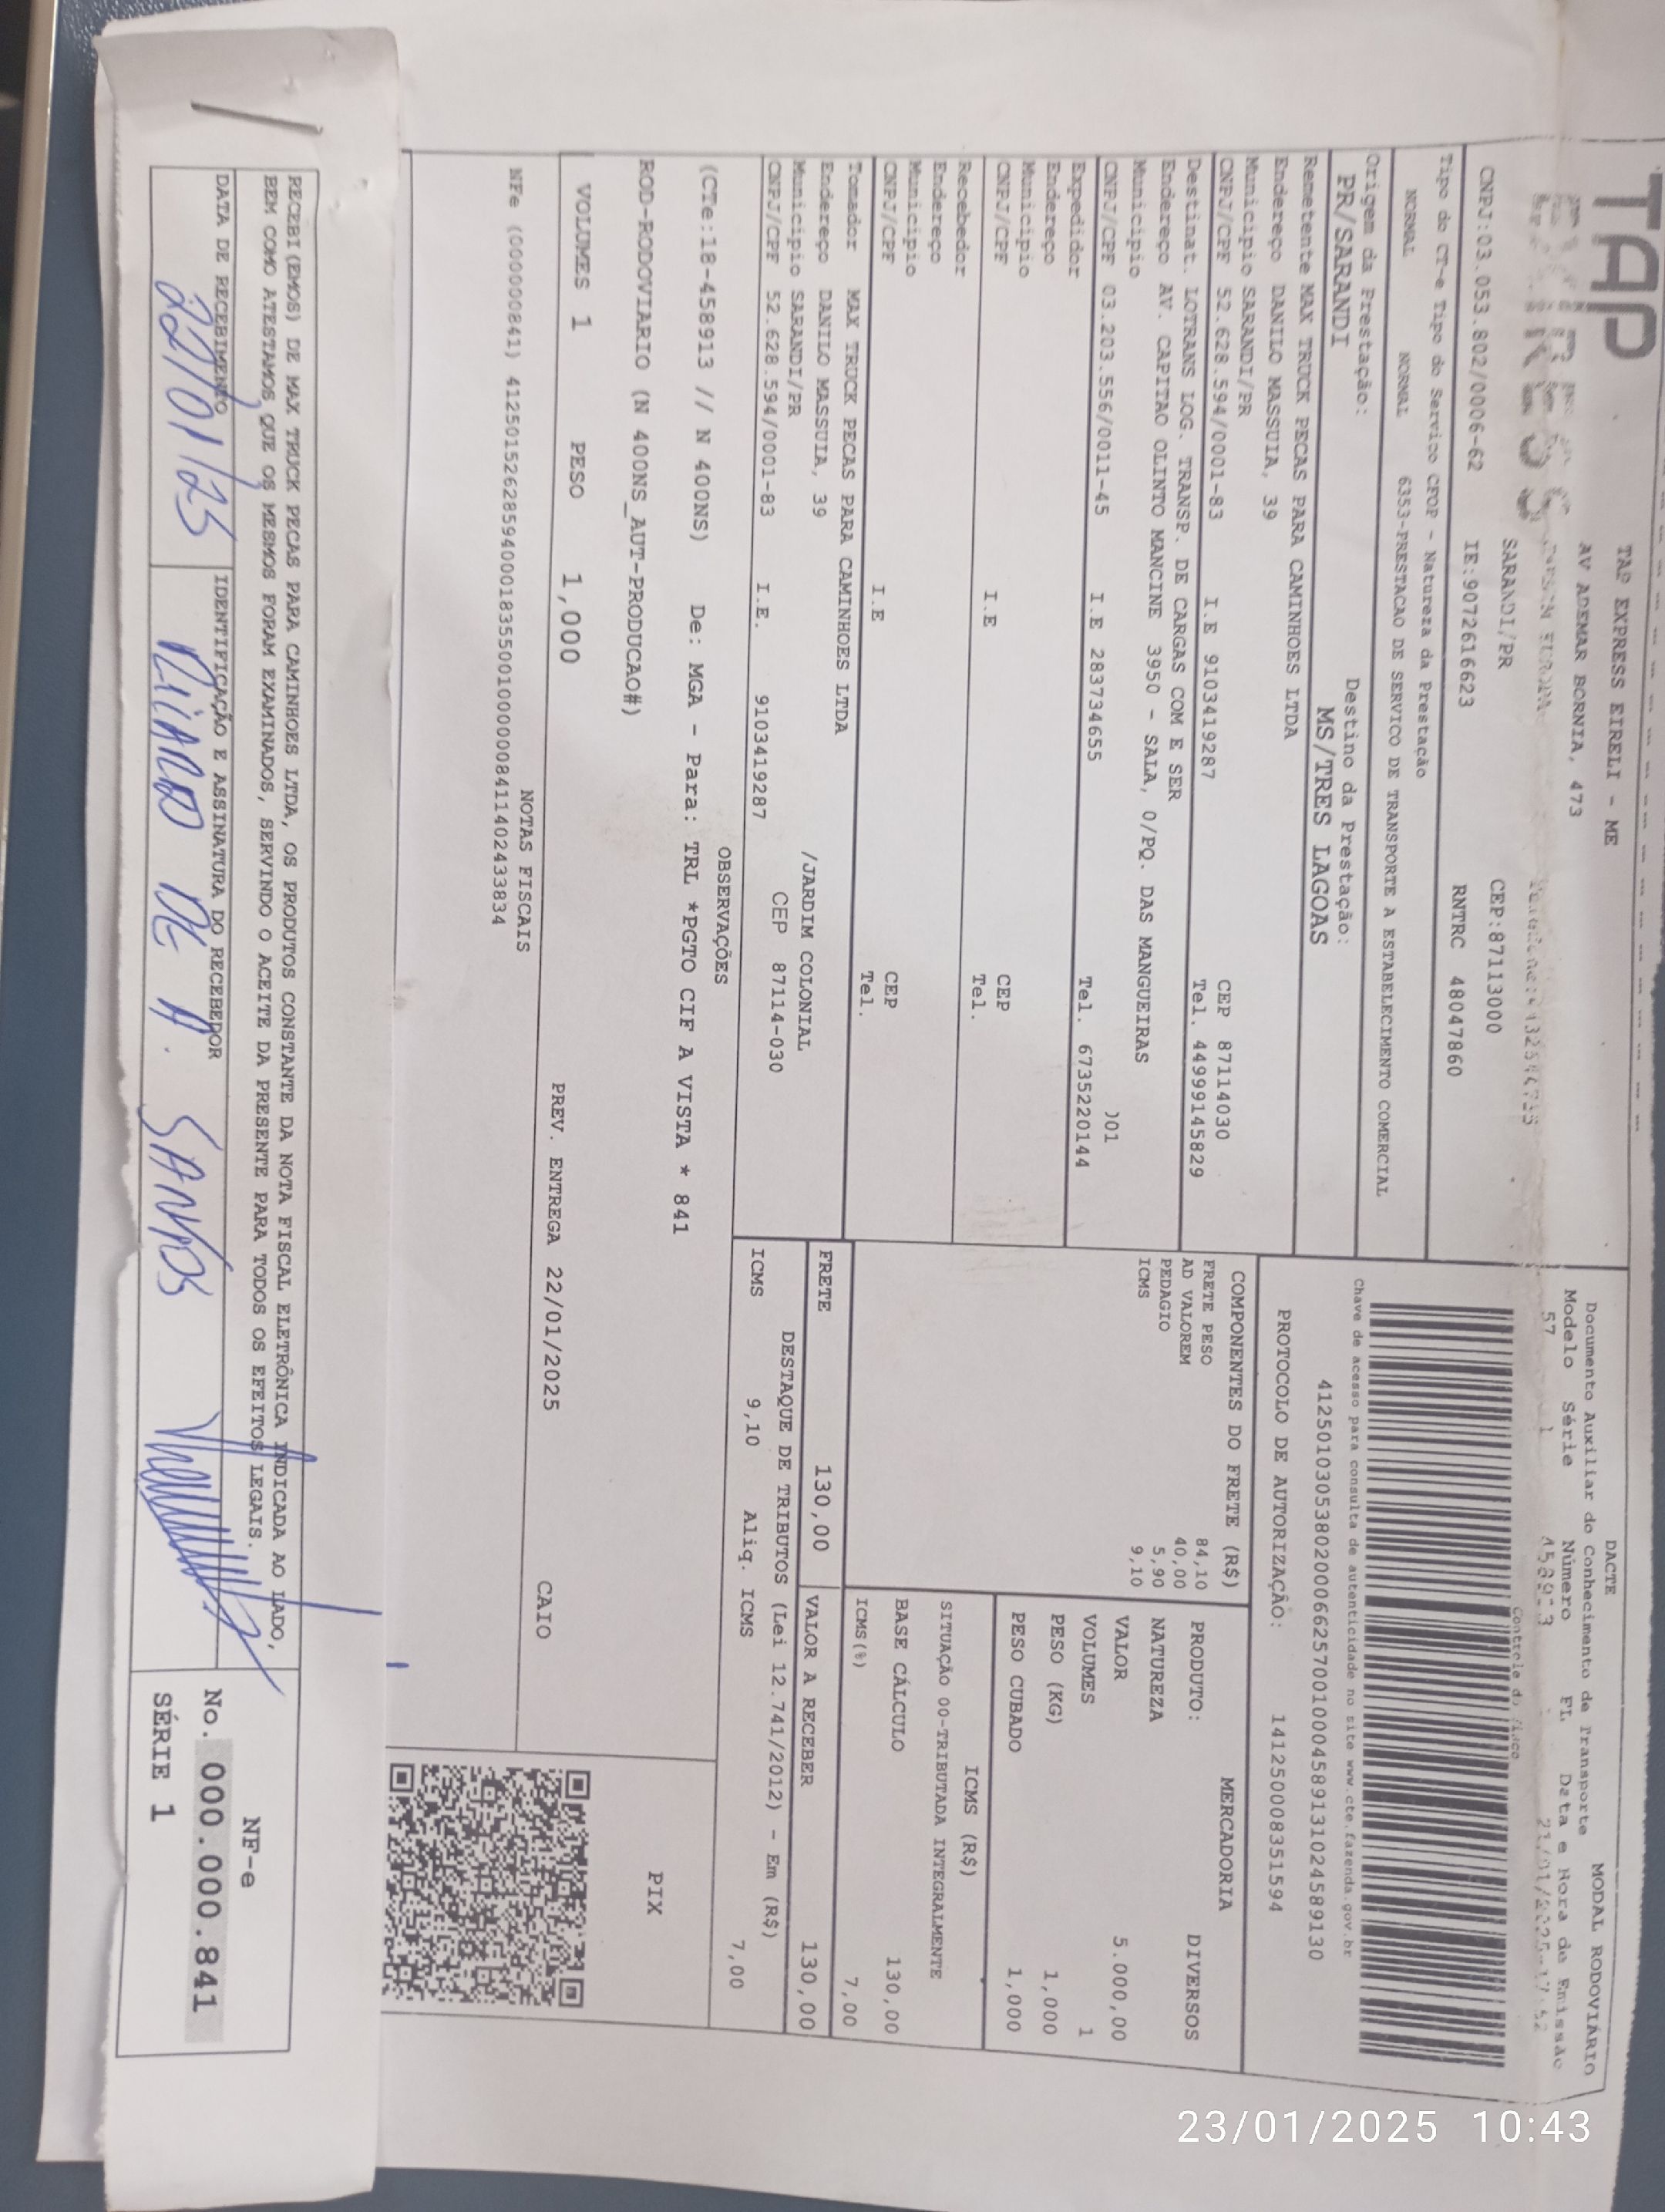 TAP
EXPRESS
TAP EXPRESS EIRELI - ME
AV ADEMAR BORNIA, 473
SARANDI/PR
CEP:87113000
CNPJ:03.053.802/0006-62 IE:9072616623 RNTRC 48047860
DACTE MODAL RODOVIÁRIO
Documento Auxiliar do Conhecimento de Transporte
Modelo Série Número FL Data e Hora de Emissão
57 1 458913
Controle do Fisco
Chave de acesso para consulta de autenticidade no site www.cte.fazenda.gov.br
41250103053802000662570010004589131024589130
PROTOCOLO DE AUTORIZAÇÃO: 141250008351594
Tipo do CT-e Tipo do Serviço CFOP - Natureza da Prestação
NORMAL NORMAL 6353-PRESTACAO DE SERVICO DE TRANSPORTE A ESTABELECIMENTO COMERCIAL
Origem da Prestação: Destino da Prestação:
PR/SARANDI MS/TRES LAGOAS
Remetente MAX TRUCK PECAS PARA CAMINHOES LTDA
Endereço DANILO MASSUIA, 39
Municipio SARANDI/PR CEP 87114030
CNPJ/CPF 52.628.594/0001-83 I.E 9103419287 Tel. 44999145829
Destinat. LOTRANS LOG. TRANSP. DE CARGAS COM E SER
Endereço AV. CAPITAO OLINTO MANCINE 3950 - SALA, 0/PQ. DAS MANGUEIRAS
Municipio )01
CNPJ/CPF 03.203.556/0011-45 I.E 283734655 Tel. 6735220144
Expedidor
Endereço
Municipio CEP
CNPJ/CPF I.E Tel.
Recebedor
Endereço
Municipio CEP
CNPJ/CPF I.E Tel.
Tomador MAX TRUCK PECAS PARA CAMINHOES LTDA
Endereço DANILO MASSUIA, 39 /JARDIM COLONIAL
Municipio SARANDI/PR CEP 87114-030
CNPJ/CPF 52.628.594/0001-83 I.E. 9103419287
COMPONENTES DO FRETE (R$)
FRETE PESO 84,10
AD VALOREM 40,00
PEDAGIO 5,90
ICMS 9,10
MERCADORIA
PRODUTO: DIVERSOS
NATUREZA
VALOR 5.000,00
VOLUMES 1
PESO (KG) 1,000
PESO CUBADO 1,000
ICMS (R$)
SITUAÇÃO 00-TRIBUTADA INTEGRALMENTE
BASE CÁLCULO 130,00
ICMS(%) 7,00
FRETE 130,00 VALOR A RECEBER 130,00
DESTAQUE DE TRIBUTOS (Lei 12.741/2012) - Em (R$)
ICMS 9,10 Aliq. ICMS 7,00
OBSERVAÇÕES
(CTe:18-458913 // N 400NS) De: MGA - Para: TRL *PGTO CIF A VISTA * 841
ROD-RODOVIARIO (N 400NS_AUT-PRODUCAO#)
PIX
VOLUMES 1 PESO 1,000 PREV. ENTREGA 22/01/2025 CAIO
NOTAS FISCAIS
NFe (000000841) 41250152628594000183550010000008411402433834
RECEBI(EMOS) DE MAX TRUCK PECAS PARA CAMINHOES LTDA, OS PRODUTOS CONSTANTE DA NOTA FISCAL ELETRÔNICA INDICADA AO LADO,
BEM COMO ATESTAMOS QUE OS MESMOS FORAM EXAMINADOS, SERVINDO O ACEITE DA PRESENTE PARA TODOS OS EFEITOS LEGAIS.
DATA DE RECEBIMENTO IDENTIFICAÇÃO E ASSINATURA DO RECEBEDOR
22/01/25 DE A. SANTOS
NF-e
No. 000.000.841
SÉRIE 1
23/01/2025 10:43